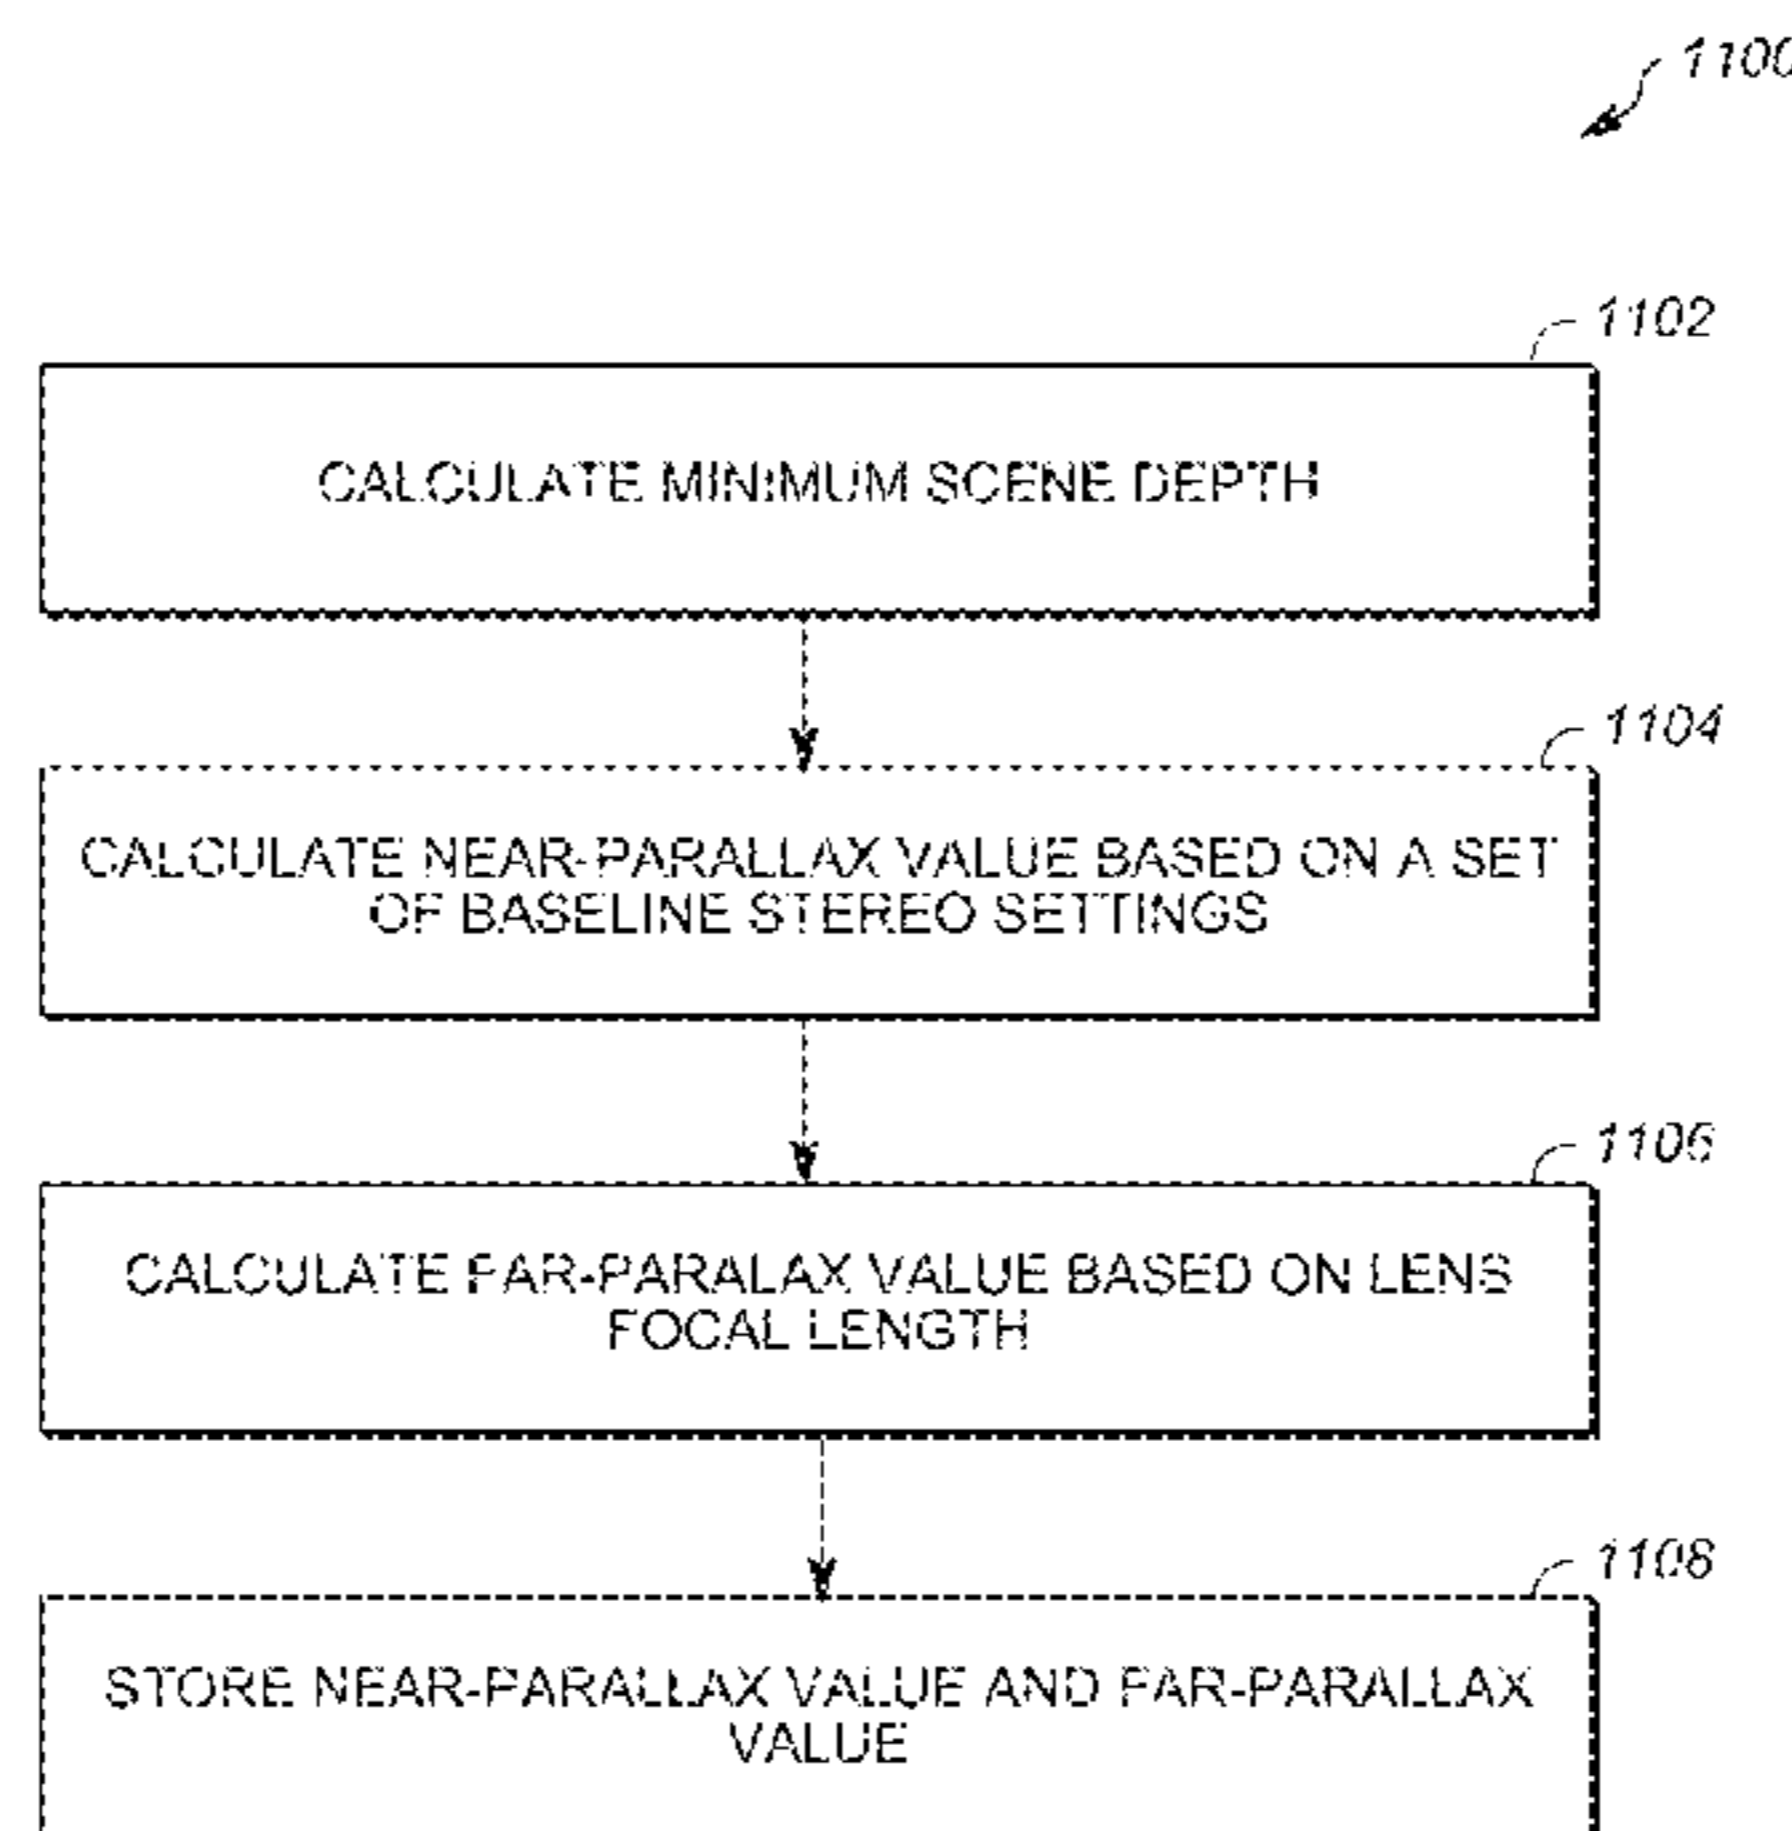 1100
1102
CALCULATE MINIMUM SCENE DEPTH
1104
CALCULATE NEAR-PARALLAX VALUE BASED ON A SET
OF BASELINE STEREO SETTINGS
1106
CALCULATE FAR-PARALAX VALUE BASED ON LENS
FOCAL LENGTH
1108
STORE NEAR-PARALLAX VALUE AND FAR-PARALLAX
VALUE